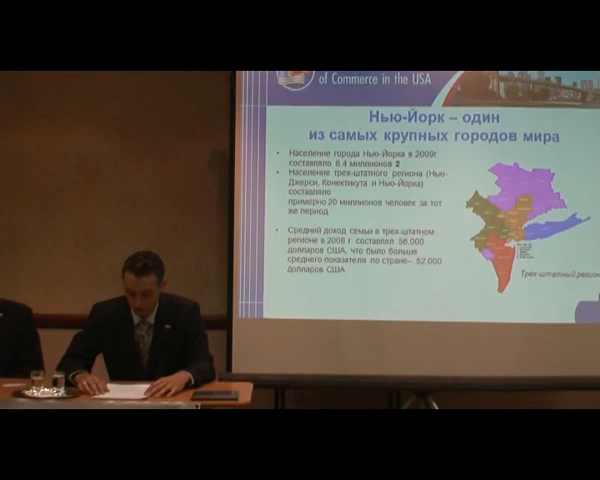 of Commerce in the USA
Нью-Йорк – один
из самых крупных городов мира
• Население города Нью-Йорка в 2009г.
составляло 8.4 миллионов 2
• Население трех-штатного региона (Нью-
Джерси, Конектикута и Нью-Йорка)
составляло
примерно 20 миллионов человек за тот
же период.
• Средний доход семьи в трех-штатном
регионе в 2008 г. составлял 56,000
долларов США, что было больше
среднего показателя по стране– 52,000
долларов США
Трёх-штатный регион